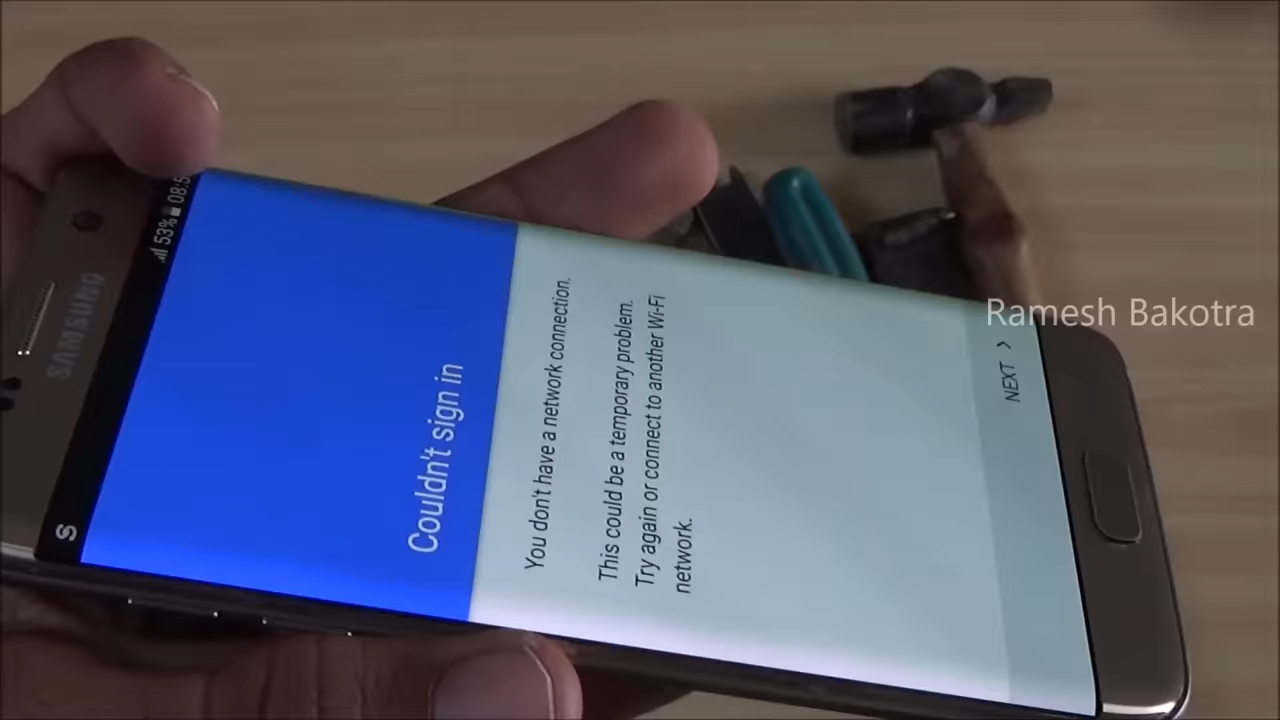 SAMSUNG
53%
Couldn't sign in
You don't have a network connection.
This could be a temporary problem.
Try again or connect to another Wi-Fi
network.
NEXT >
Ramesh Bakotra